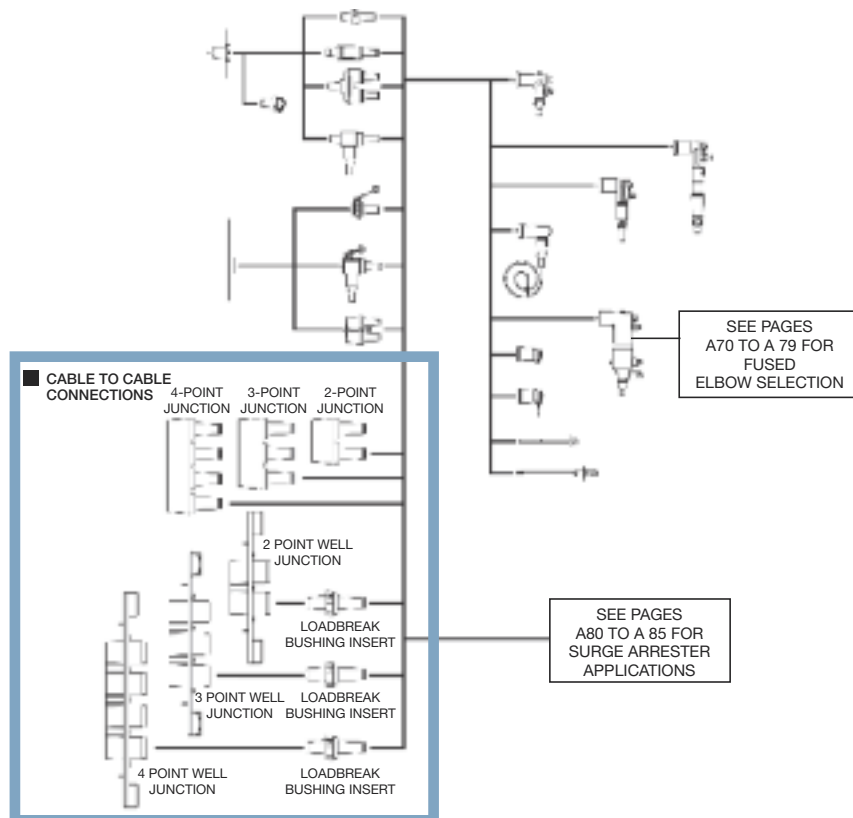 SEE PAGES
A70 TO A 79 FOR
FUSED
ELBOW SELECTION
CABLE TO CABLE
CONNECTIONS
4-POINT
JUNCTION
3-POINT
JUNCTION
2-POINT
JUNCTION
2 POINT WELL
JUNCTION
LOADBREAK
BUSHING INSERT
SEE PAGES
A80 TO A 85 FOR
SURGE ARRESTER
APPLICATIONS
3 POINT WELL
JUNCTION
LOADBREAK
BUSHING INSERT
4 POINT WELL
JUNCTION
LOADBREAK
BUSHING INSERT